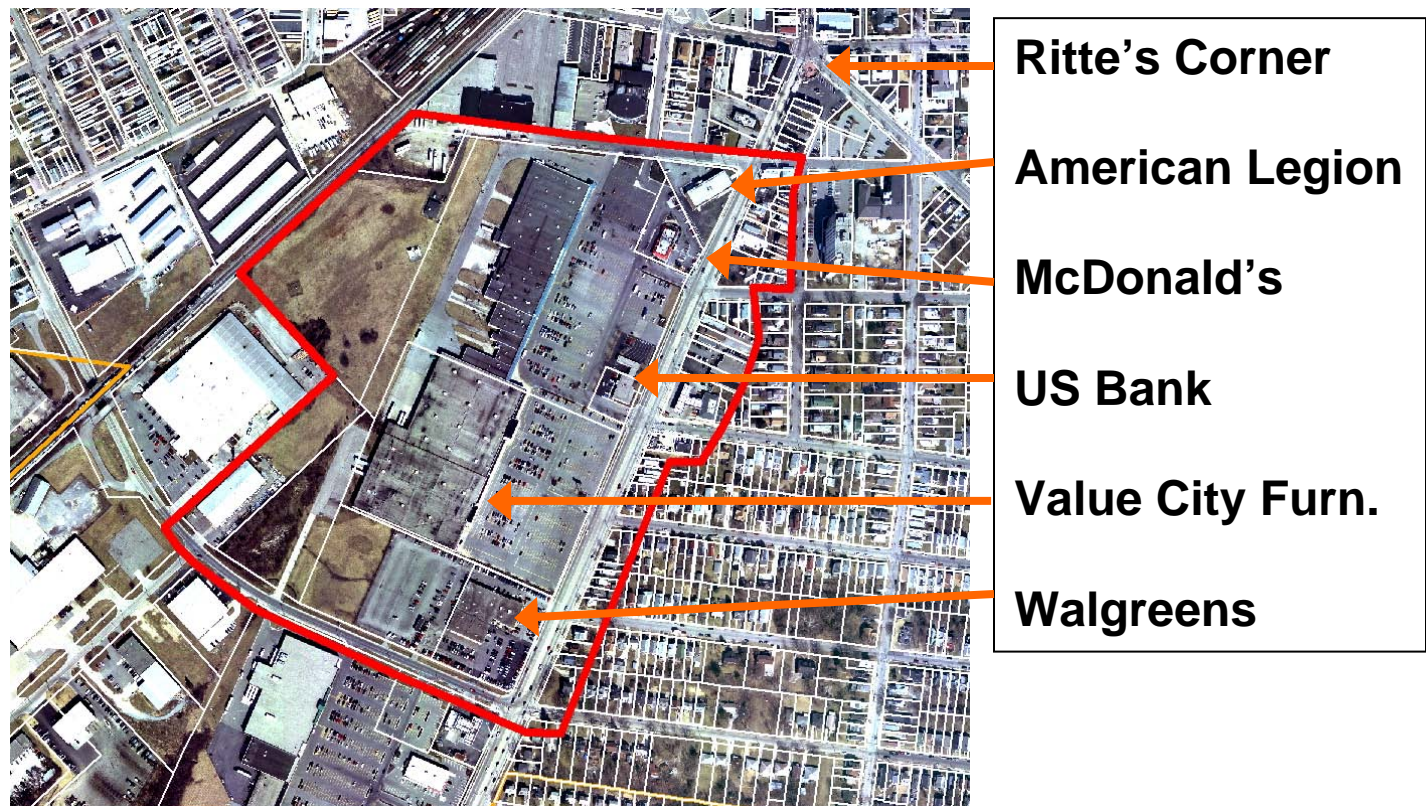 Ritte’s Corner
American Legion
McDonald’s
US Bank
Value City Furn.
Walgreens